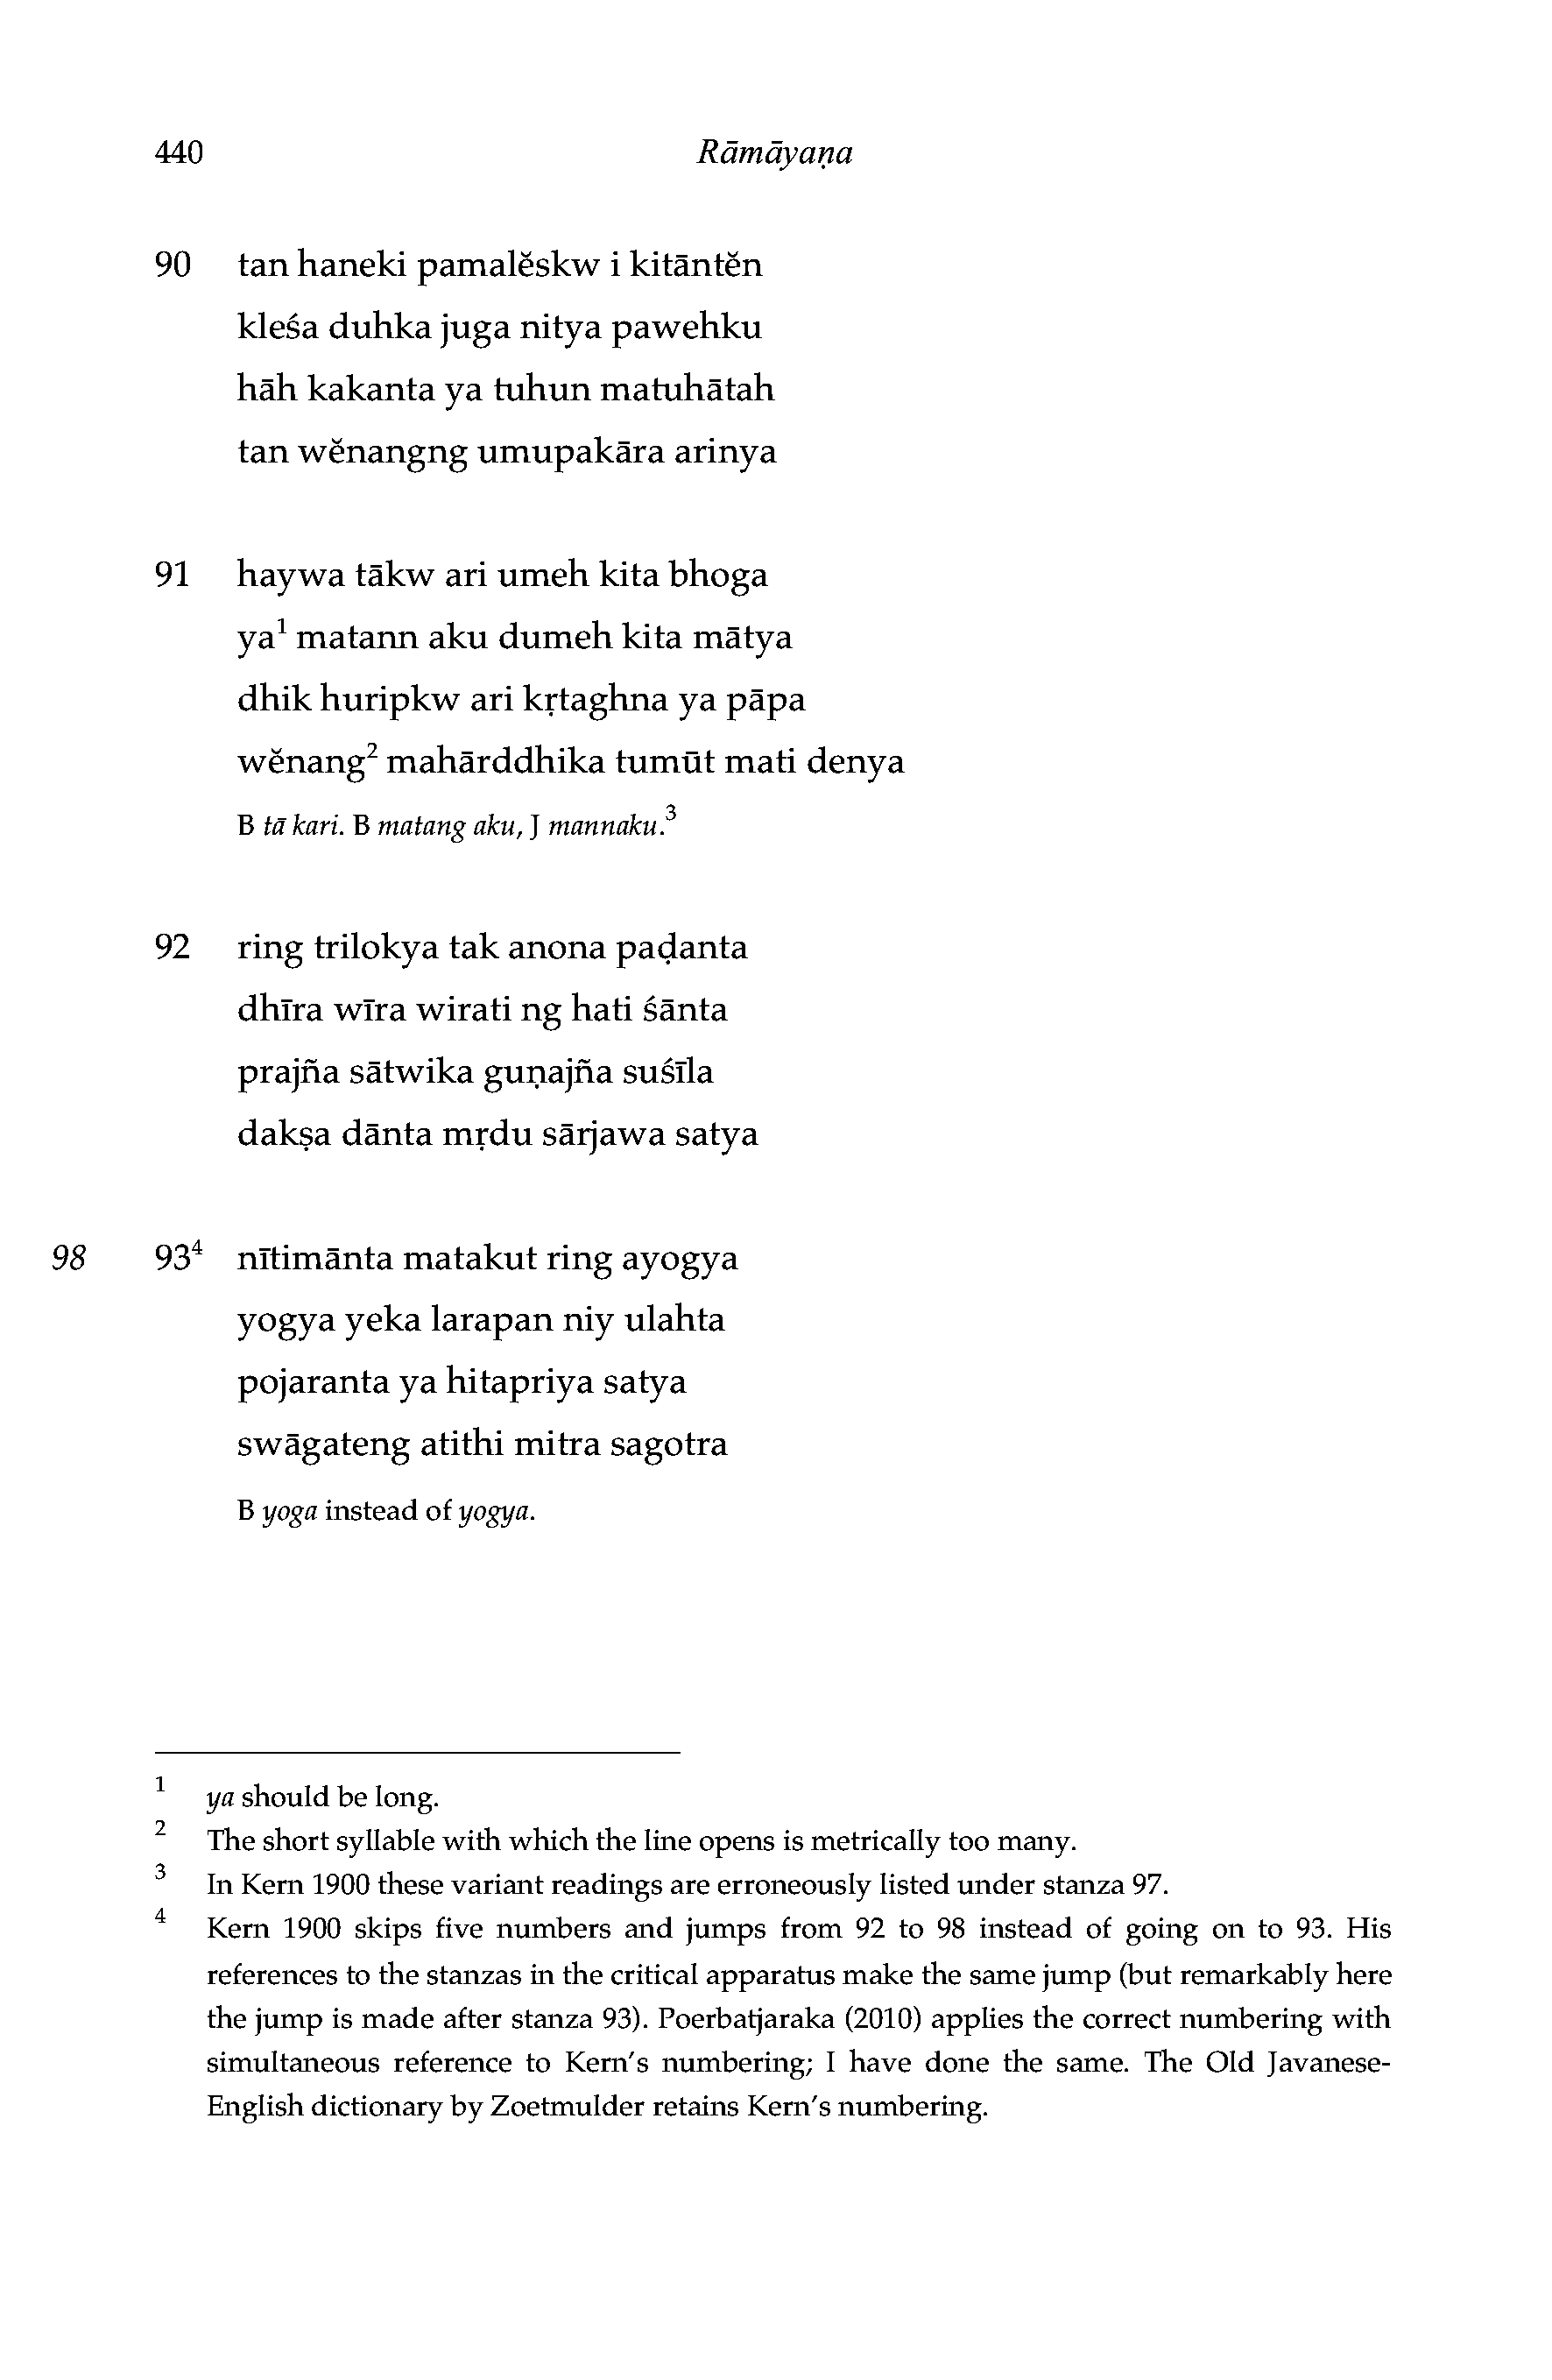 440 Rāmāyaṇa
90 tan haneki pamalĕskw i kitāntĕn
kleśa duhka juga nitya pawehku
hāh kakanta ya tuhun matuhātah
tan wĕnangng umupakāra arinya
91 haywa tākw ari umeh kita bhoga
ya¹ matann aku dumeh kita mātya
dhik huripkw ari kṛtaghna ya pāpa
wĕnang² mahārddhika tumūt mati denya
B tā kari. B matang aku, J mannaku.³
92 ring trilokya tak anona paḍanta
dhīra wīra wirati ng hati śānta
prajña sātwika guṇajña suśīla
dakṣa dānta mṛdu sārjawa satya
98 93⁴ nītimānta matakut ring ayogya
yogya yeka larapan niy ulahta
pojaranta ya hitapriya satya
swāgateng atithi mitra sagotra
B yoga instead of yogya.
1 ya should be long.
2 The short syllable with which the line opens is metrically too many.
3 In Kern 1900 these variant readings are erroneously listed under stanza 97.
4 Kern 1900 skips five numbers and jumps from 92 to 98 instead of going on to 93. His
references to the stanzas in the critical apparatus make the same jump (but remarkably here
the jump is made after stanza 93). Poerbatjaraka (2010) applies the correct numbering with
simultaneous reference to Kern's numbering; I have done the same. The Old Javanese-
English dictionary by Zoetmulder retains Kern's numbering.